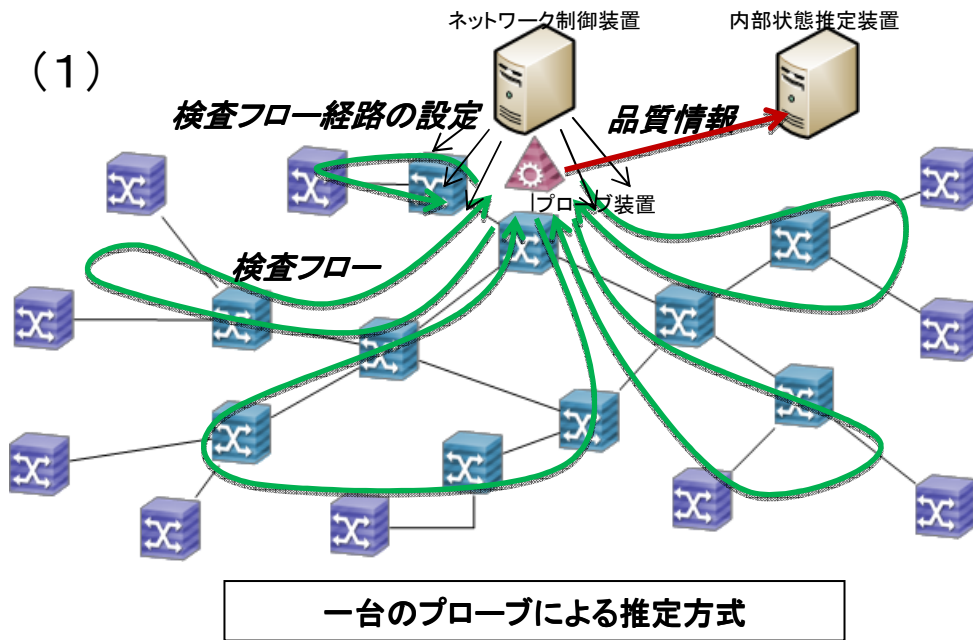 ネットワーク制御装置
内部状態推定装置
(1)
検査フロー経路の設定
品質情報
プローブ装置
検査フロー
一台のプローブによる推定方式